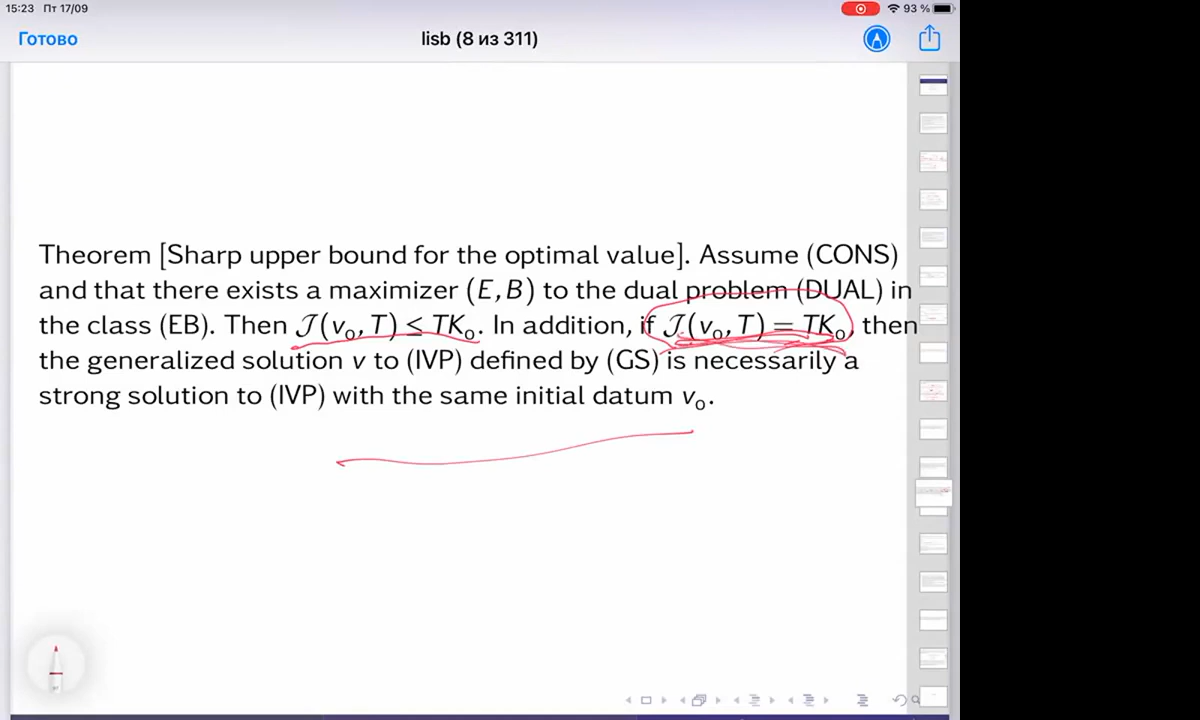 15:23 Пт 17/09
93 %
Готово
lisb (8 из 311)
Theorem [Sharp upper bound for the optimal value]. Assume (CONS)
and that there exists a maximizer (E, B) to the dual problem (DUAL) in
the class (EB). Then 𝒥(v₀, T) ≤ TK₀. In addition, if 𝒥(v₀, T) = TK₀, then
the generalized solution v to (IVP) defined by (GS) is necessarily a
strong solution to (IVP) with the same initial datum v₀.